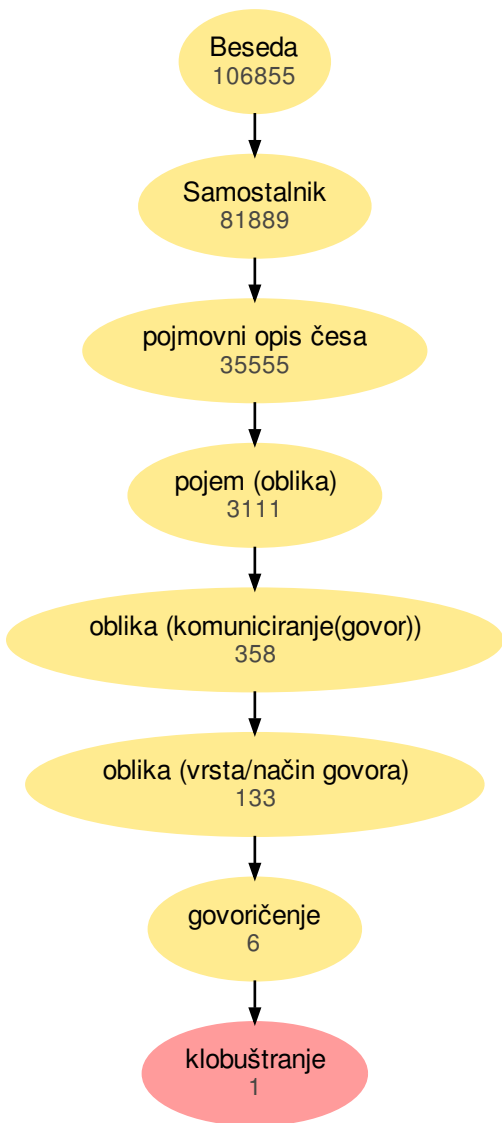 Beseda
106855
Samostalnik
81889
pojmovni opis česa
35555
pojem (oblika)
3111
oblika (komuniciranje(govor))
358
oblika (vrsta/način govora)
133
govoričenje
6
klobuštranje
1